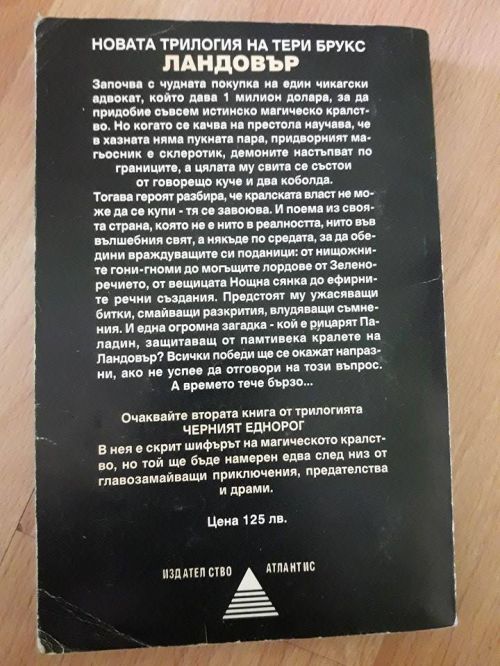 НОВАТА ТРИЛОГИЯ НА ТЕРИ БРУКС
ЛАНДОВЪР
Започва с чудната покупка на един чикагски
адвокат, който дава 1 милион долара, за да
придобие съвсем истинско магическо кралст-
во. Но когато се качва на престола научава, че
в хазната няма пукната пара, придворният ма-
гьосник е склеротик, демоните настъпват по
границите, а цялата му свита се състои
от говорещо куче и два коболда.
Тогава героят разбира, че кралската власт не мо-
же да се купи - тя се завоюва. И поема из своя-
та страна, която не е нито в реалността, нито във
вълшебния свят, а някъде по средата, за да обе-
дини враждуващите си поданици: от нищожни-
те гони-гноми до могъщите лордове от Зелено-
речието, от вещицата Нощна сянка до ефирни-
те речни създания. Предстоят му ужасяващи
битки, смайващи разкрития, влудяващи съмне-
ния. И една огромна загадка - кой е рицарят Па-
ладин, защитавал от памтивека кралете на
Ландовър? Всички победи ще се окажат напраз-
ни, ако не успее да отговори на този въпрос.
А времето тече бързо...
Очаквайте втората книга от трилогията
ЧЕРНИЯТ ЕДНОРОГ
В нея е скрит шифърът на магическото кралст-
во, но той ще бъде намерен едва след низ от
главозамайващи приключения, предателства
и драми.
Цена 125 лв.
ИЗДАТЕЛСТВО АТЛАНТИС